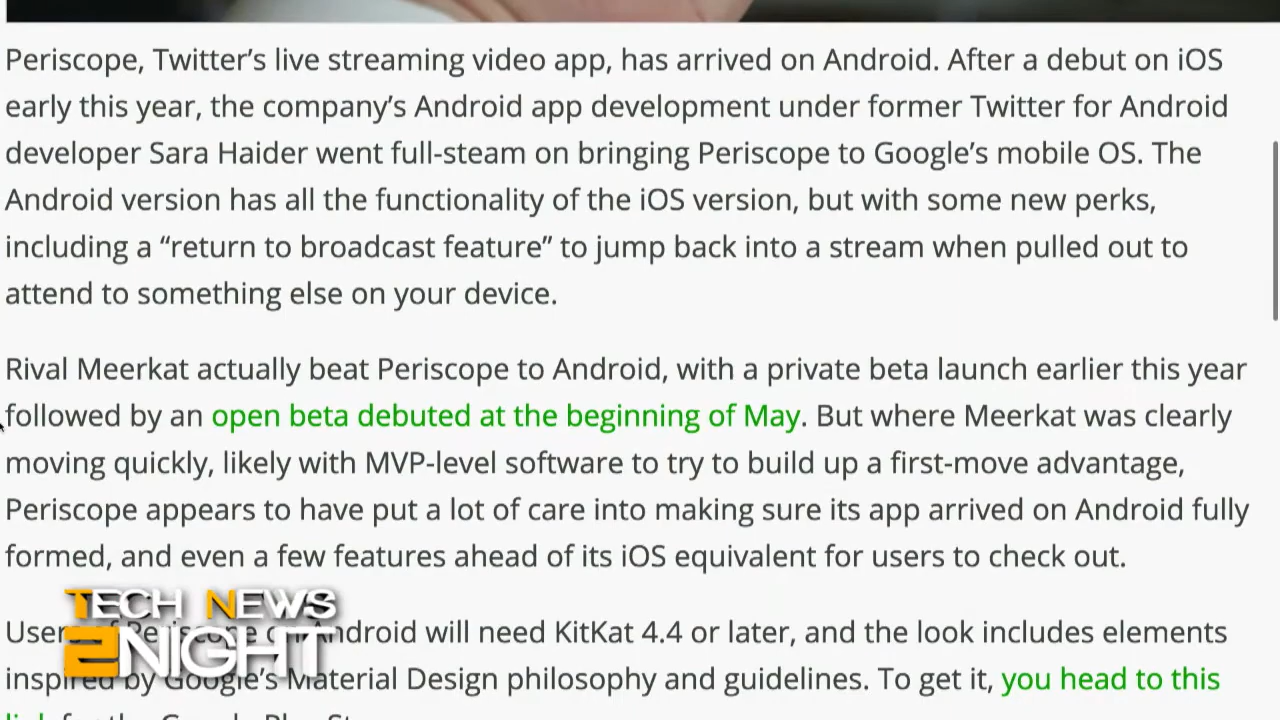 Periscope, Twitter’s live streaming video app, has arrived on Android. After a debut on iOS
early this year, the company’s Android app development under former Twitter for Android
developer Sara Haider went full-steam on bringing Periscope to Google’s mobile OS. The
Android version has all the functionality of the iOS version, but with some new perks,
including a “return to broadcast feature” to jump back into a stream when pulled out to
attend to something else on your device.
Rival Meerkat actually beat Periscope to Android, with a private beta launch earlier this year
followed by an open beta debuted at the beginning of May. But where Meerkat was clearly
moving quickly, likely with MVP-level software to try to build up a first-move advantage,
Periscope appears to have put a lot of care into making sure its app arrived on Android fully
formed, and even a few features ahead of its iOS equivalent for users to check out.
Users of Periscope on Android will need KitKat 4.4 or later, and the look includes elements
inspired by Google’s Material Design philosophy and guidelines. To get it, you head to this
TECH NEWS
2NIGHT